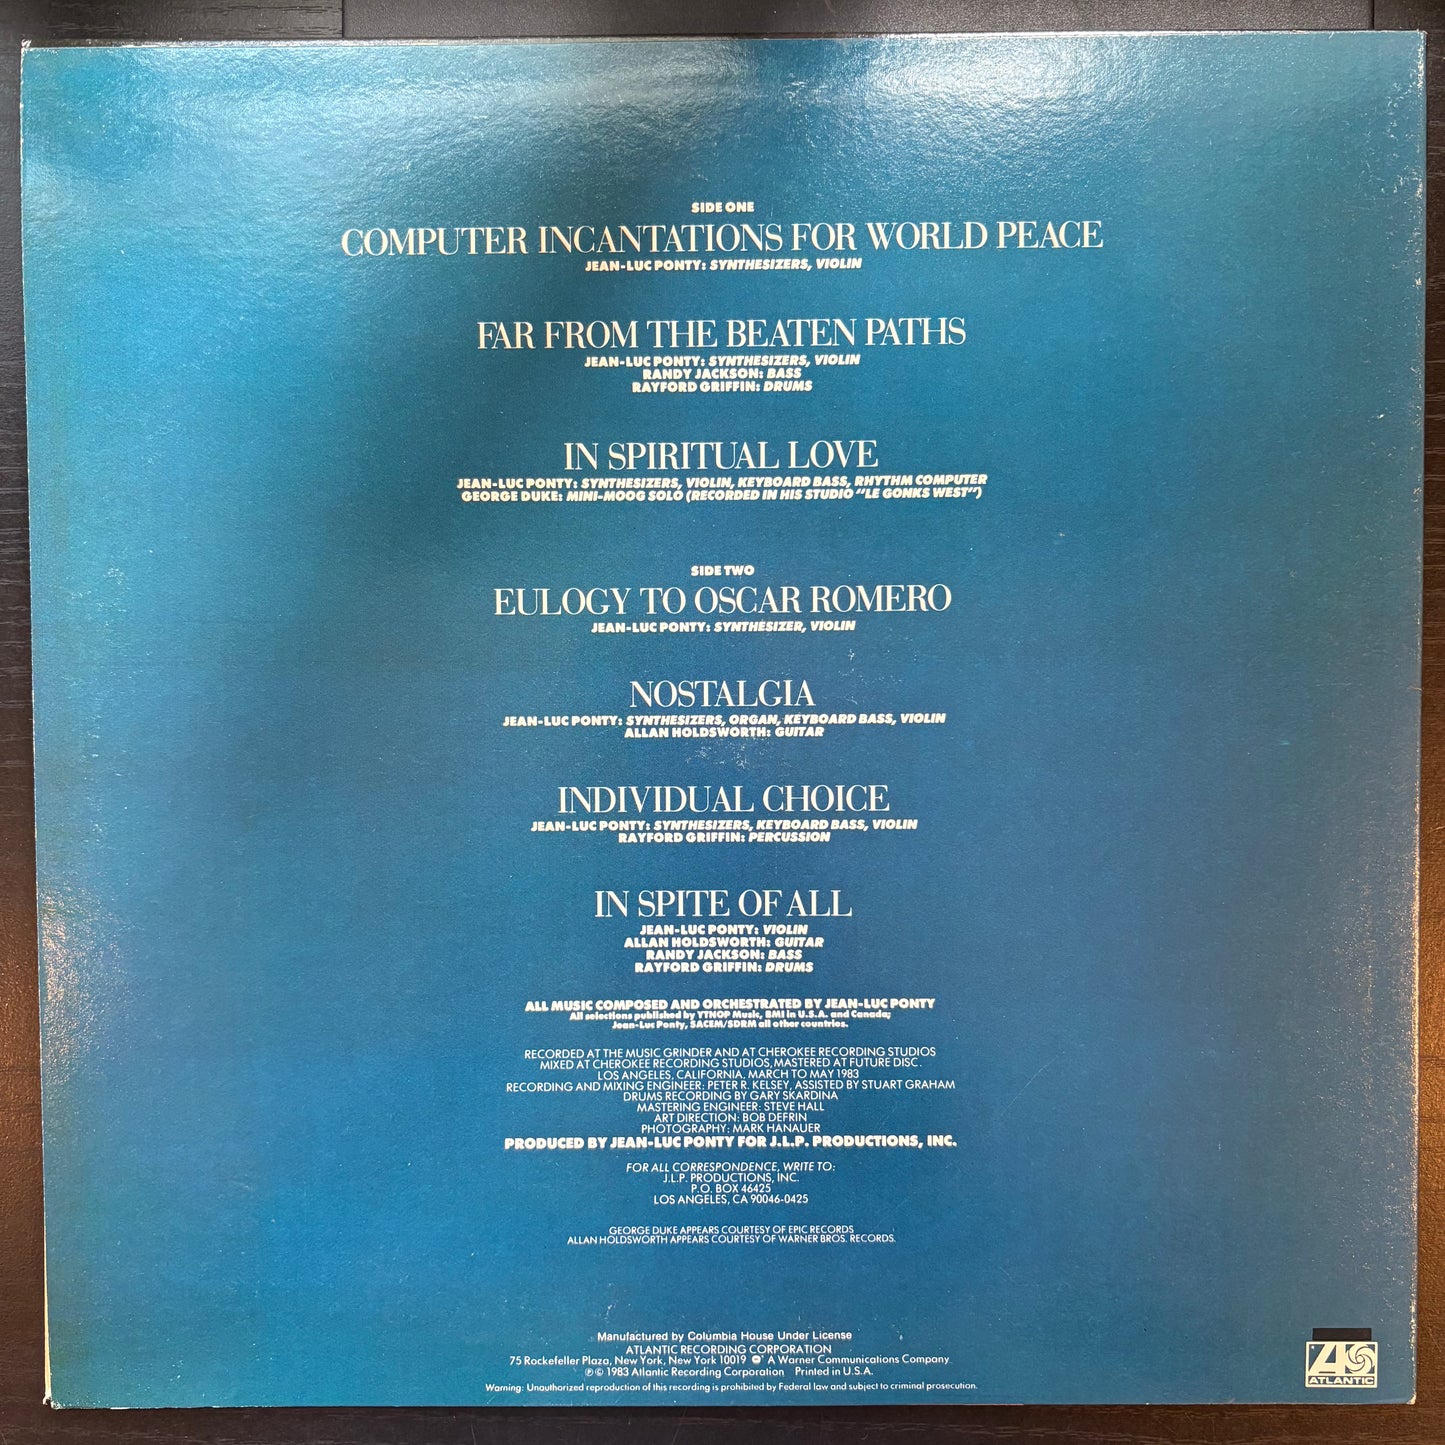 SIDE ONE
COMPUTER INCANTATIONS FOR WORLD PEACE
JEAN-LUC PONTY: SYNTHESIZERS, VIOLIN
FAR FROM THE BEATEN PATHS
JEAN-LUC PONTY: SYNTHESIZERS, VIOLIN
RANDY JACKSON: BASS
RAYFORD GRIFFIN: DRUMS
IN SPIRITUAL LOVE
JEAN-LUC PONTY: SYNTHESIZERS, VIOLIN, KEYBOARD BASS, RHYTHM COMPUTER
GEORGE DUKE: MINI-MOOG SOLO (RECORDED IN HIS STUDIO "LE GONKS WEST")
SIDE TWO
EULOGY TO OSCAR ROMERO
JEAN-LUC PONTY: SYNTHESIZER, VIOLIN
NOSTALGIA
JEAN-LUC PONTY: SYNTHESIZERS, ORGAN, KEYBOARD BASS, VIOLIN
ALLAN HOLDSWORTH: GUITAR
INDIVIDUAL CHOICE
JEAN-LUC PONTY: SYNTHESIZERS, KEYBOARD BASS, VIOLIN
RAYFORD GRIFFIN: PERCUSSION
IN SPITE OF ALL
JEAN-LUC PONTY: VIOLIN
ALLAN HOLDSWORTH: GUITAR
RANDY JACKSON: BASS
RAYFORD GRIFFIN: DRUMS
ALL MUSIC COMPOSED AND ORCHESTRATED BY JEAN-LUC PONTY
All selections published by YTNOP Music, BMI in U.S.A. and Canada;
Jean-Luc Ponty, SACEM/SDRM all other countries.
RECORDED AT THE MUSIC GRINDER AND AT CHEROKEE RECORDING STUDIOS
MIXED AT CHEROKEE RECORDING STUDIOS, MASTERED AT FUTURE DISC.
LOS ANGELES, CALIFORNIA. MARCH TO MAY 1983
RECORDING AND MIXING ENGINEER: PETER R. KELSEY, ASSISTED BY STUART GRAHAM
DRUMS RECORDING BY GARY SKARDINA
MASTERING ENGINEER: STEVE HALL
ART DIRECTION: BOB DEFRIN
PHOTOGRAPHY: MARK HANAUER
PRODUCED BY JEAN-LUC PONTY FOR J.L.P. PRODUCTIONS, INC.
FOR ALL CORRESPONDENCE, WRITE TO:
J.L.P. PRODUCTIONS, INC.
P.O. BOX 46425
LOS ANGELES, CA 90046-0425
GEORGE DUKE APPEARS COURTESY OF EPIC RECORDS
ALLAN HOLDSWORTH APPEARS COURTESY OF WARNER BROS. RECORDS.
Manufactured by Columbia House Under License
ATLANTIC RECORDING CORPORATION
75 Rockefeller Plaza, New York, New York 10019 A Warner Communications Company
℗ © 1983 Atlantic Recording Corporation Printed in U.S.A.
Warning: Unauthorized reproduction of this recording is prohibited by Federal law and subject to criminal prosecution.
ATLANTIC